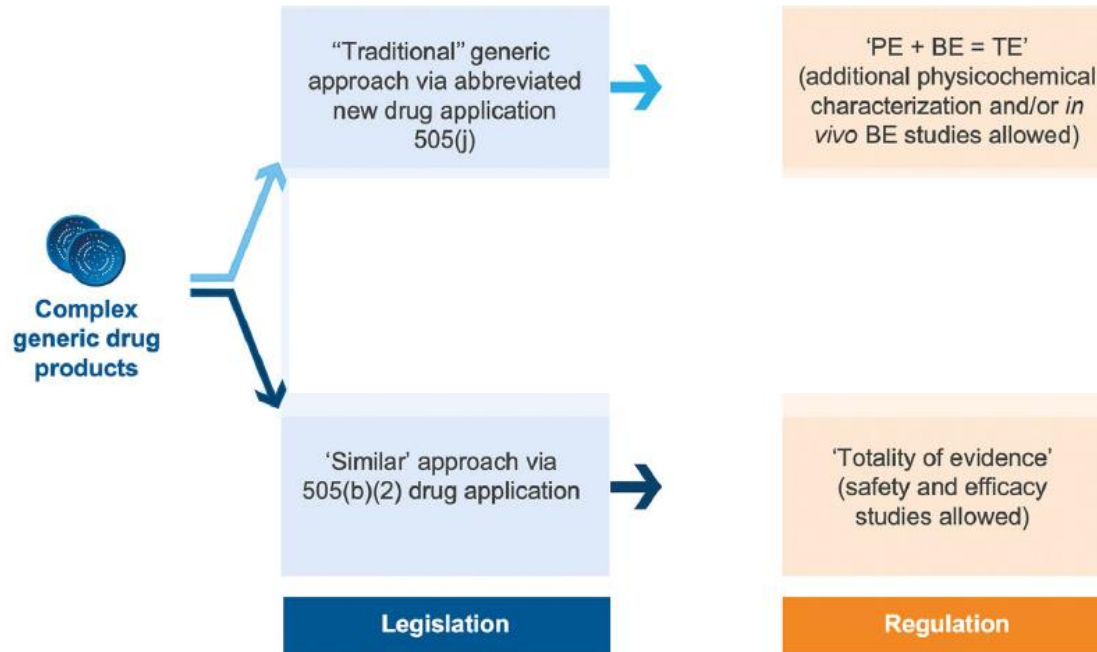 “Traditional” generic
approach via abbreviated
new drug application
505(j)
‘PE + BE = TE’
(additional physicochemical
characterization and/or in
vivo BE studies allowed)
Complex
generic drug
products
‘Similar’ approach via
505(b)(2) drug application
‘Totality of evidence’
(safety and efficacy
studies allowed)
Legislation
Regulation